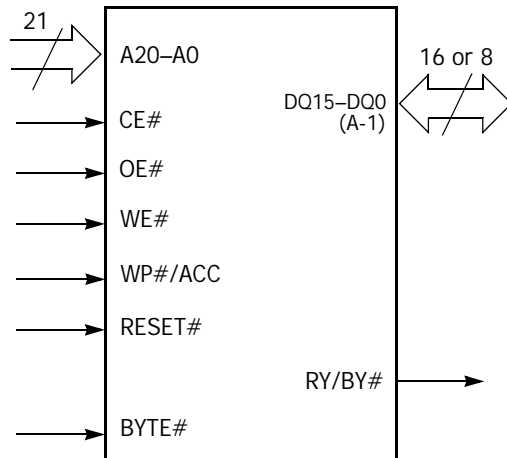 21
A20–A0
16 or 8
CE#
DQ15–DQ0
(A-1)
OE#
WE#
WP#/ACC
RESET#
RY/BY#
BYTE#